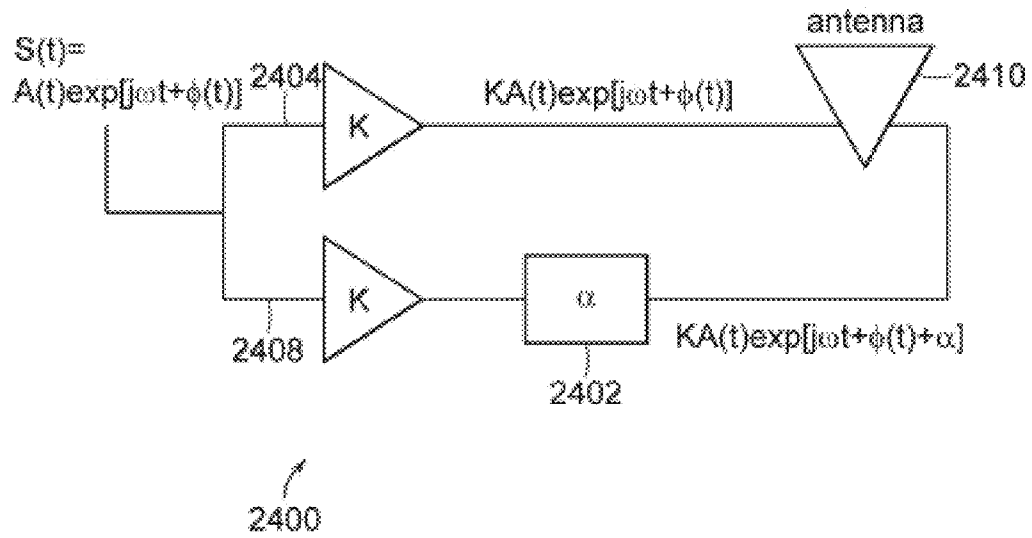 antenna
S(t)=
A(t)exp[jωt+ϕ(t)]
2404
K
KA(t)exp[jωt+ϕ(t)]
2410
K
α
2408
2402
KA(t)exp[jωt+ϕ(t)+α]
2400